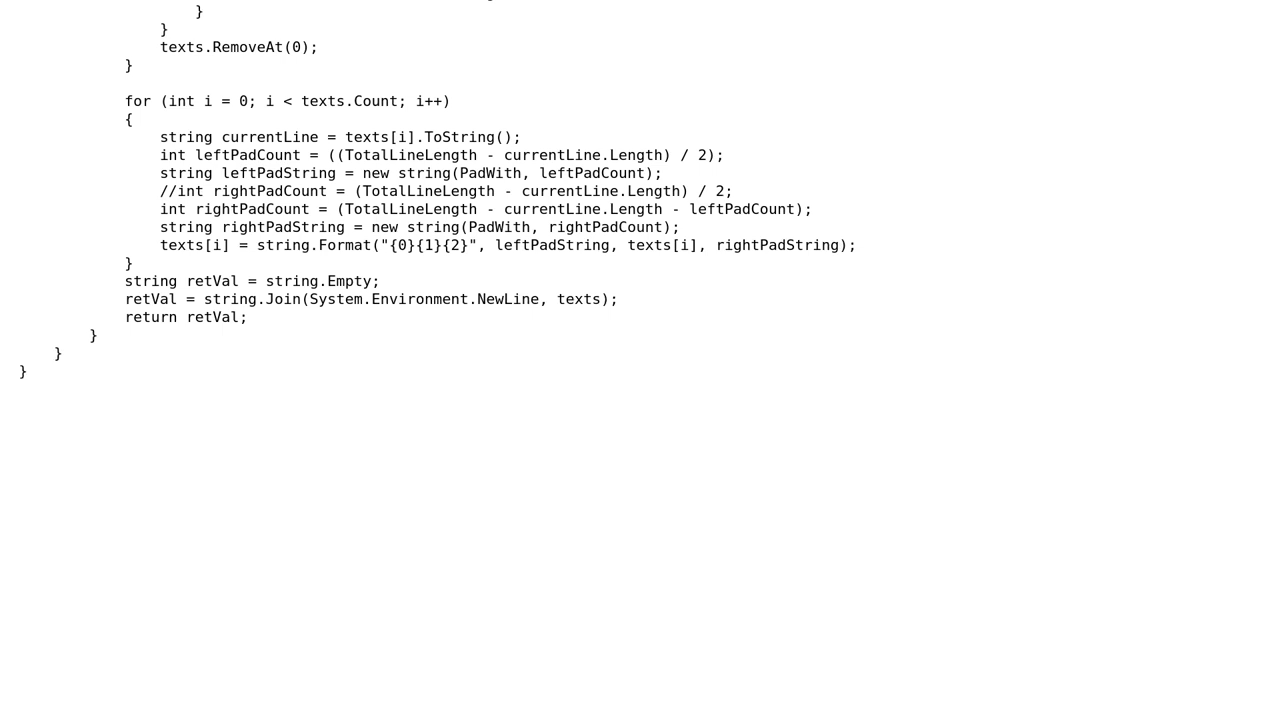 }
                }
                texts.RemoveAt(0);
            }

            for (int i = 0; i < texts.Count; i++)
            {
                string currentLine = texts[i].ToString();
                int leftPadCount = ((TotalLineLength - currentLine.Length) / 2);
                string leftPadString = new string(PadWith, leftPadCount);
                //int rightPadCount = (TotalLineLength - currentLine.Length) / 2;
                int rightPadCount = (TotalLineLength - currentLine.Length - leftPadCount);
                string rightPadString = new string(PadWith, rightPadCount);
                texts[i] = string.Format("{0}{1}{2}", leftPadString, texts[i], rightPadString);
            }
            string retVal = string.Empty;
            retVal = string.Join(System.Environment.NewLine, texts);
            return retVal;
        }
    }
}